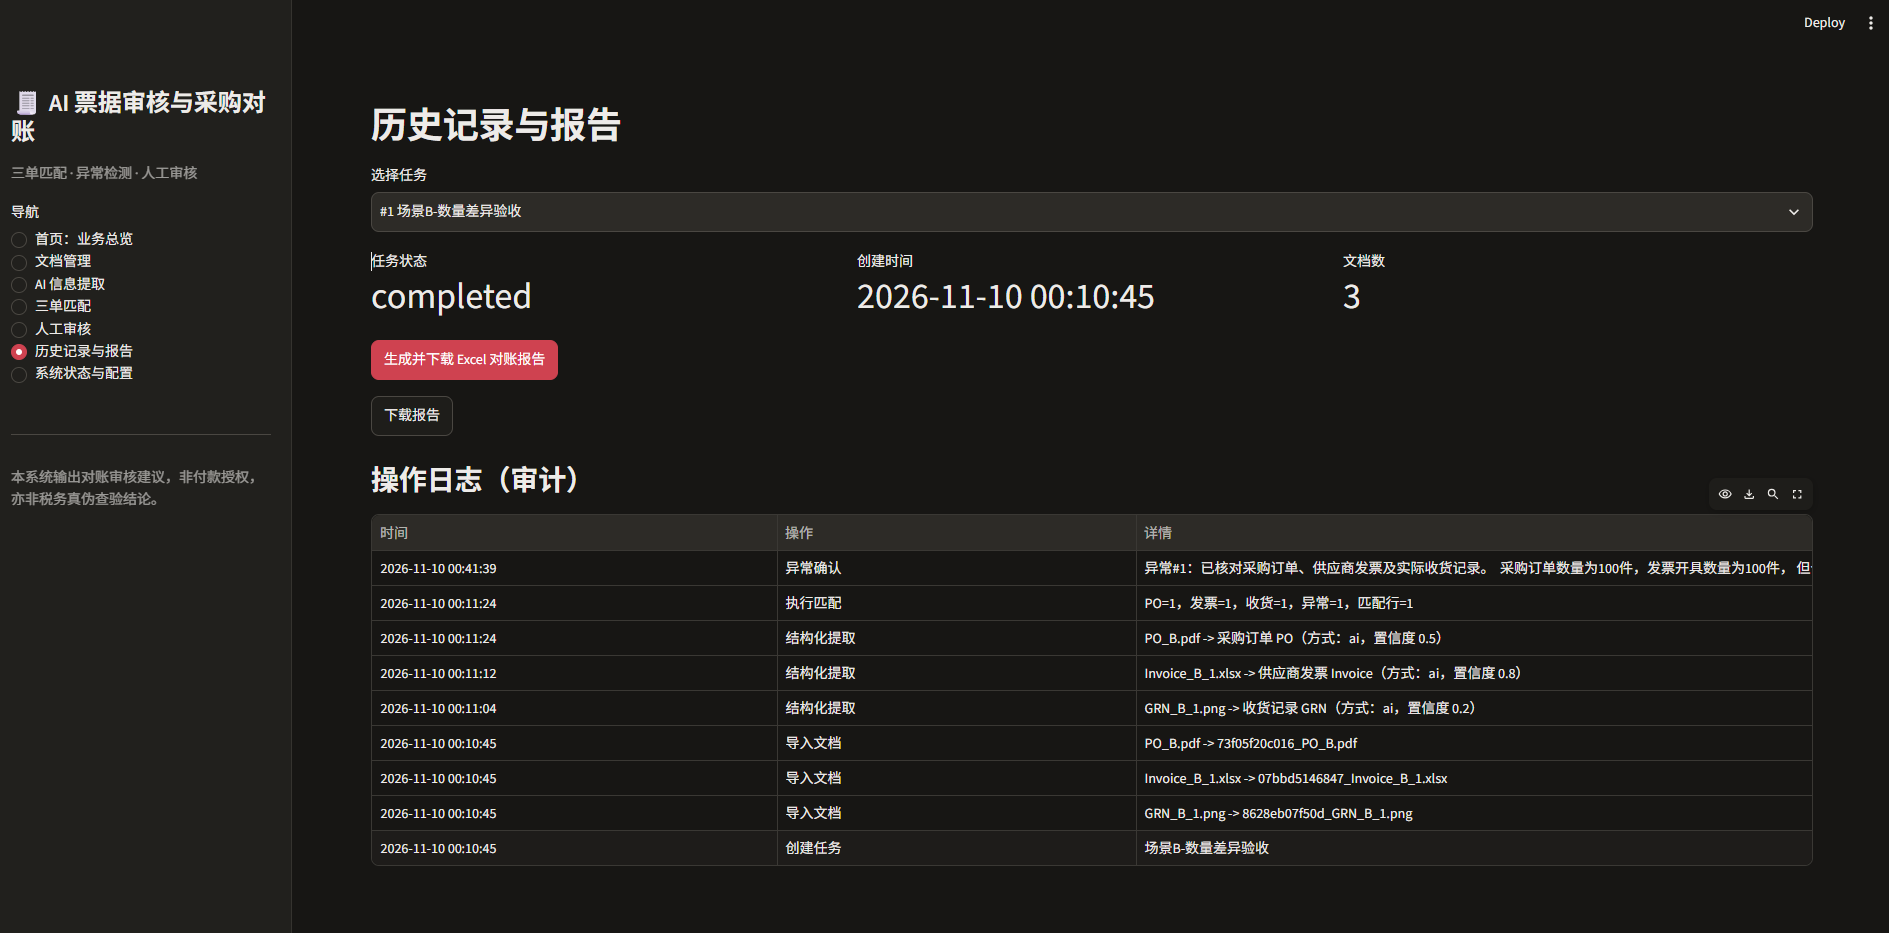 Deploy
AI 票据审核与采购对
账
三单匹配 · 异常检测 · 人工审核
导航
首页：业务总览
文档管理
AI 信息提取
三单匹配
人工审核
历史记录与报告
系统状态与配置
本系统输出对账审核建议，非付款授权，
亦非税务真伪查验结论。
历史记录与报告
选择任务
#1 场景B-数量差异验收
任务状态 创建时间 文档数
completed 2026-11-10 00:10:45 3
生成并下载 Excel 对账报告
下载报告
操作日志（审计）
时间 操作 详情
2026-11-10 00:41:39 异常确认 异常#1：已核对采购订单、供应商发票及实际收货记录。 采购订单数量为100件，发票开具数量为100件， 但
2026-11-10 00:11:24 执行匹配 PO=1，发票=1，收货=1，异常=1，匹配行=1
2026-11-10 00:11:24 结构化提取 PO_B.pdf -> 采购订单 PO（方式：ai，置信度 0.5）
2026-11-10 00:11:12 结构化提取 Invoice_B_1.xlsx -> 供应商发票 Invoice（方式：ai，置信度 0.8）
2026-11-10 00:11:04 结构化提取 GRN_B_1.png -> 收货记录 GRN（方式：ai，置信度 0.2）
2026-11-10 00:10:45 导入文档 PO_B.pdf -> 73f05f20c016_PO_B.pdf
2026-11-10 00:10:45 导入文档 Invoice_B_1.xlsx -> 07bbd5146847_Invoice_B_1.xlsx
2026-11-10 00:10:45 导入文档 GRN_B_1.png -> 8628eb07f50d_GRN_B_1.png
2026-11-10 00:10:45 创建任务 场景B-数量差异验收